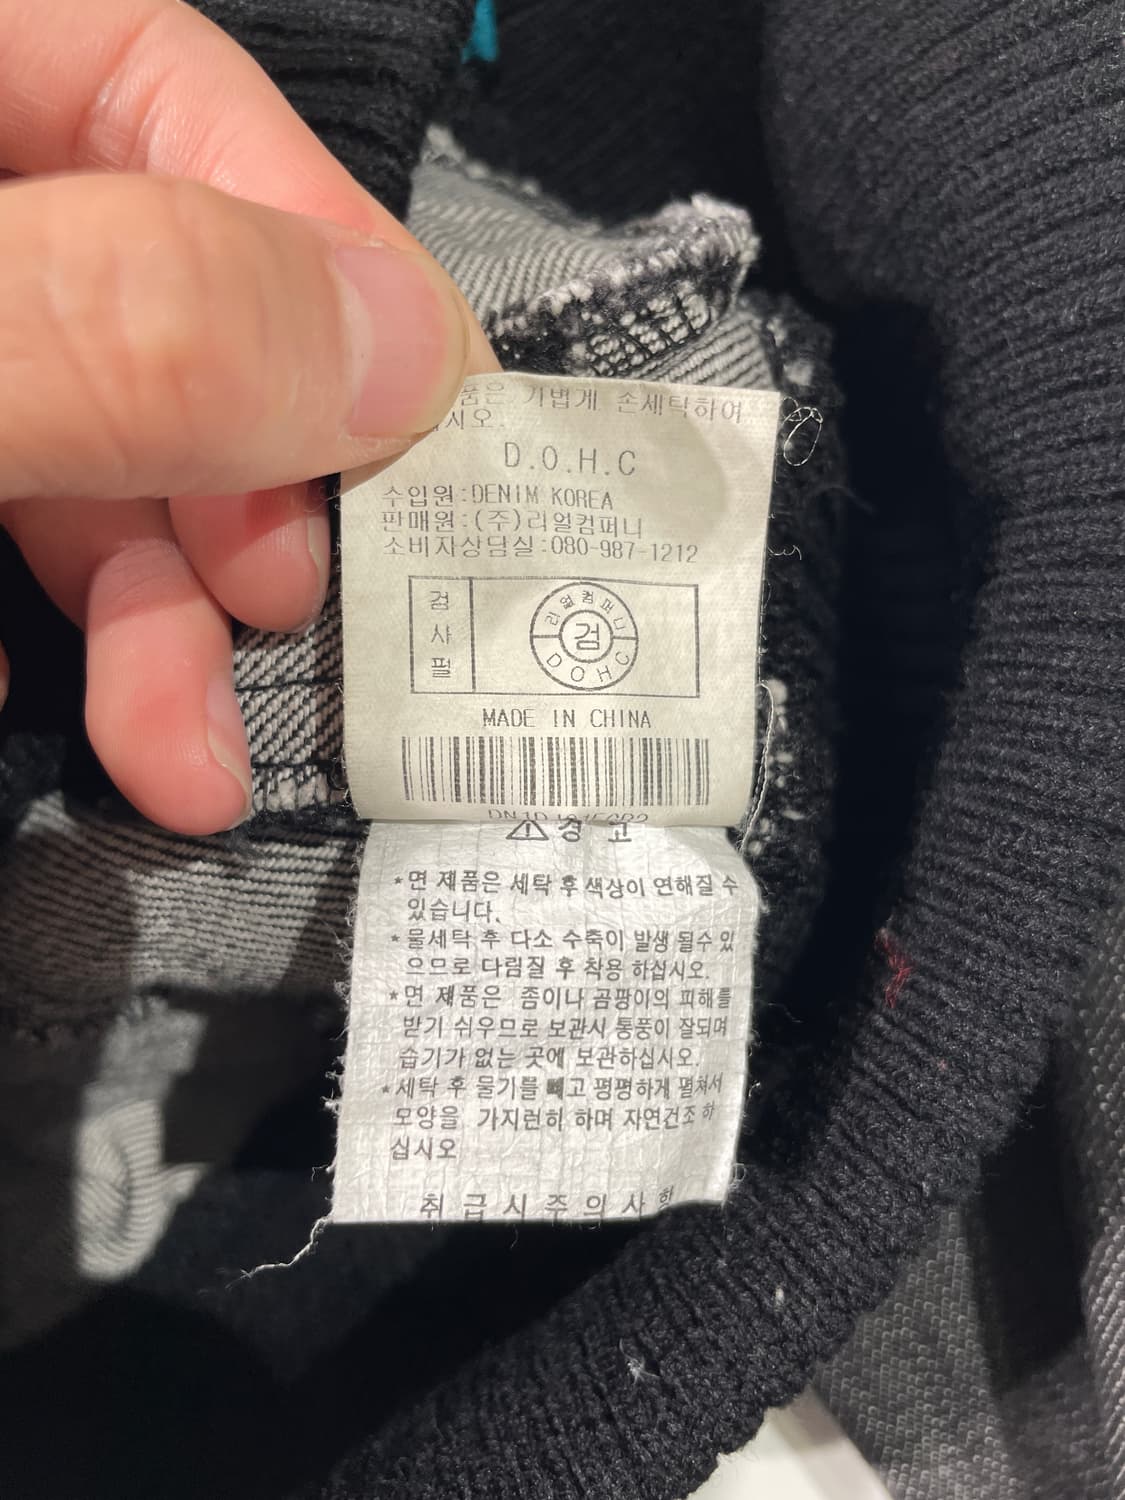 품은 기볍게 손세탁하여
십시오.
D.O.H.C
수입원:DENIM KOREA
판매원:(주)리얼컴퍼니
소비자상담실:080-987-1212
검사필
리얼컴퍼니
검
DOHC
MADE IN CHINA
⚠경고
*면 제품은 세탁 후 색상이 연해질 수
있습니다.
*물세탁 후 다소 수축이 발생 될수 있
으므로 다림질 후 착용 하십시오.
*면 제품은 좀이나 곰팡이의 피해를
받기 쉬우므로 보관시 통풍이 잘되며
습기가 없는 곳에 보관하십시오.
*세탁 후 물기를 빼고 평평하게 펼쳐서
모양을 가지런히 하며 자연건조 하
십시오
취급시주의사항